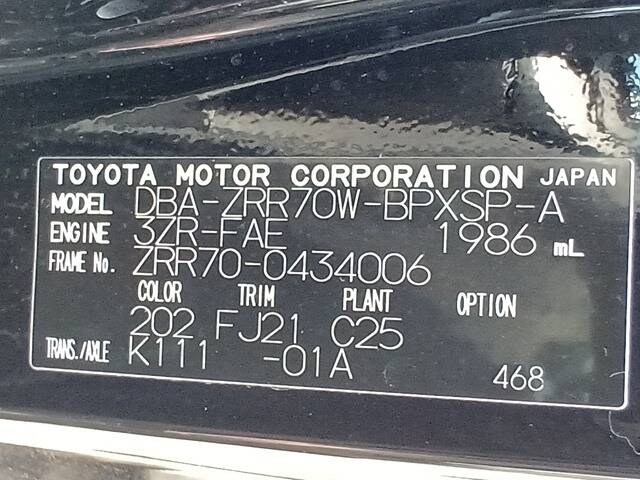 TOYOTA MOTOR CORPORATION JAPAN
MODEL DBA-ZRR70W-BPXSP-A
ENGINE 3ZR-FAE 1986 mL
FRAME No. ZRR70-0434006
COLOR TRIM PLANT OPTION
202 FJ21 C25
TRANS./AXLE K111 -01A
468